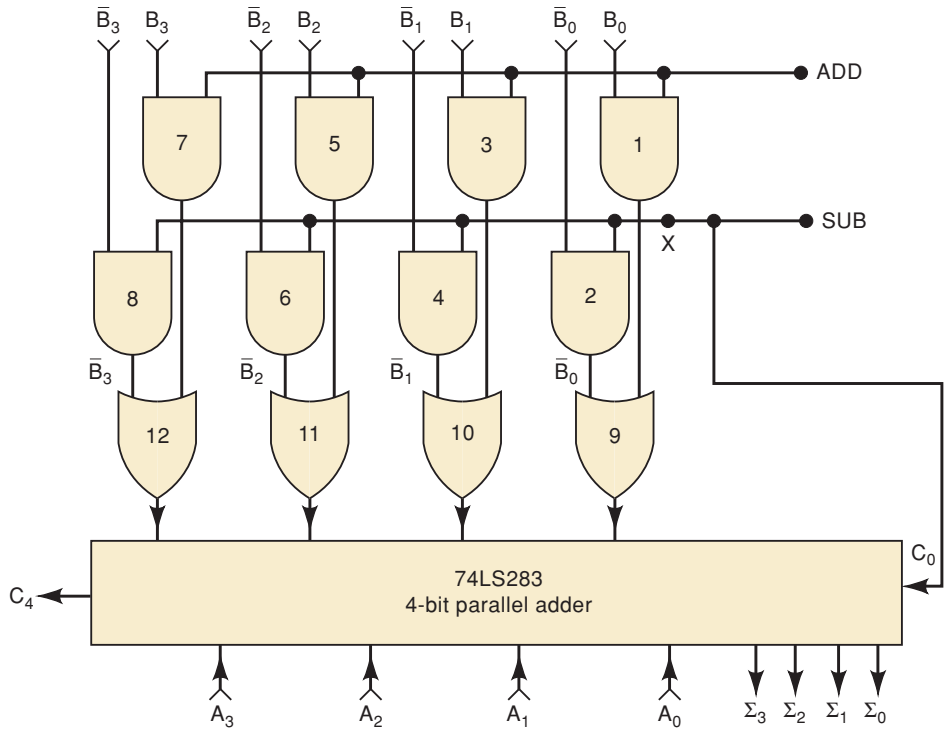 B̅₃ B₃ B̅₂ B₂ B̅₁ B₁ B̅₀ B₀
ADD
7 5 3 1
SUB
X
8 6 4 2
B̅₃ B̅₂ B̅₁ B̅₀
12 11 10 9
C₀
74LS283
C₄
4-bit parallel adder
A₃ A₂ A₁ A₀ Σ₃ Σ₂ Σ₁ Σ₀